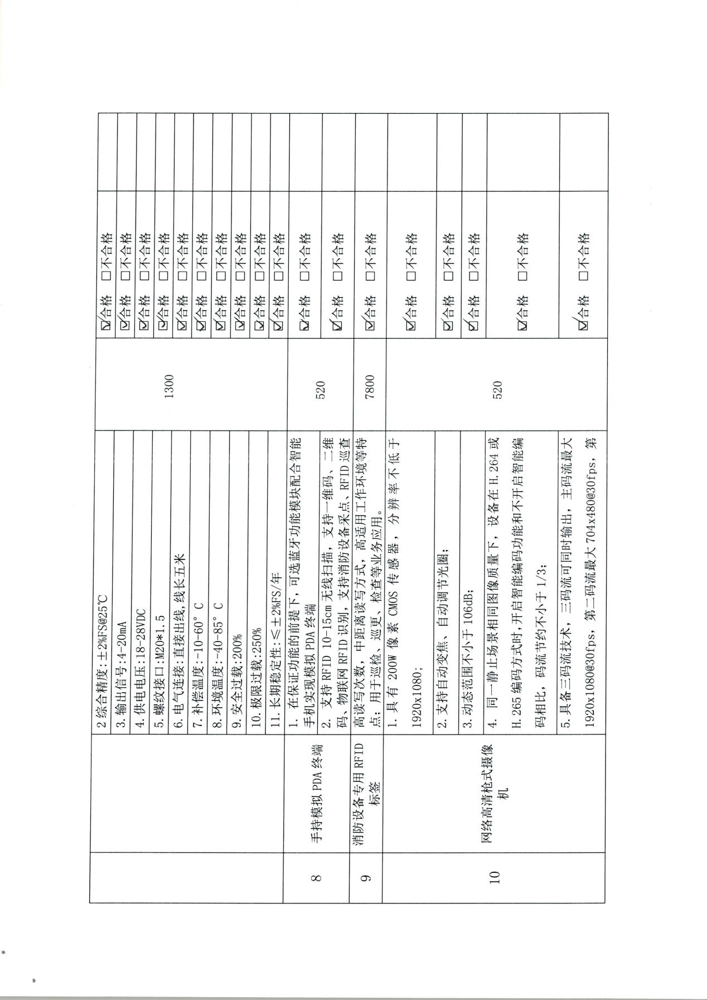 2 综合精度:±2%FS@25℃
1300
☑合格 □不合格
3. 输出信号:4-20mA
☑合格 □不合格
4. 供电电压:18-28VDC
☑合格 □不合格
5. 螺纹接口:M20*1.5
☑合格 □不合格
6. 电气连接:直接出线,线长五米
☑合格 □不合格
7. 补偿温度:-10-60° C
☑合格 □不合格
8. 环境温度:-40-85° C
☑合格 □不合格
9. 安全过载:200%
☑合格 □不合格
10. 极限过载:250%
☑合格 □不合格
11. 长期稳定性:≤±2%FS/年
☑合格 □不合格
8
手持模拟 PDA 终端
1. 在保证功能的前提下，可选蓝牙功能模块配合智能
手机实现模拟 PDA 终端
520
☑合格 □不合格
2. 支持 RFID 10-15cm 无线扫描，支持一维码、二维
码、物联网 RFID 识别，支持消防设备采点、RFID 巡查
☑合格 □不合格
9
消防设备专用 RFID
标签
高读写次数，中距离读写方式，高适用工作环境等特
点；用于巡检、巡更、检查等业务应用。
7800
☑合格 □不合格
10
网络高清枪式摄像
机
1. 具有 200W 像素 CMOS 传感器，分辨率不低于
1920x1080;
520
☑合格 □不合格
2. 支持自动变焦、自动调节光圈;
☑合格 □不合格
3. 动态范围不小于 106dB;
☑合格 □不合格
4. 同一静止场景相同图像质量下，设备在 H.264 或
H.265 编码方式时,开启智能编码功能和不开启智能编
码相比，码流节约不小于 1/3;
☑合格 □不合格
5. 具备三码流技术，三码流可同时输出，主码流最大
1920x1080@30fps，第二码流最大 704x480@30fps，第
☑合格 □不合格